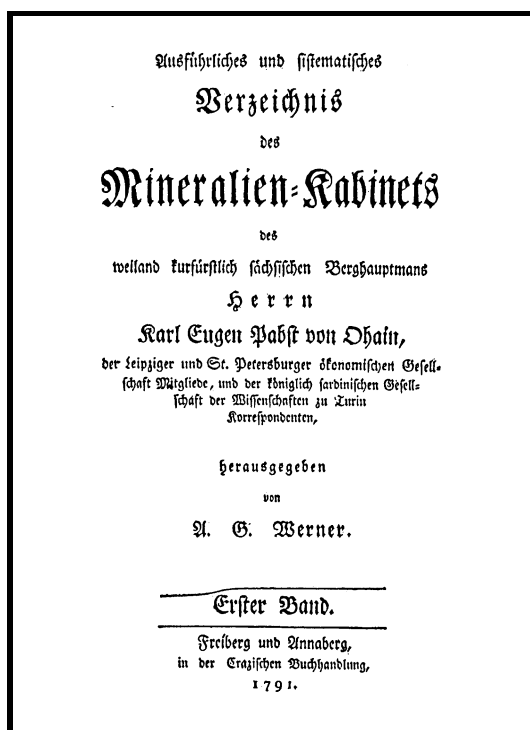 Ausführliches und sistematisches
Verzeichnis
des
Mineralien-Kabinets
des
weiland kurfürstlich sächsischen Berghauptmans
Herrn
Karl Eugen Pabst von Ohain,
der Leipziger und St. Petersburger ökonomischen Gesell-
schaft Mitgliede, und der königlich sardinischen Gesell-
schaft der Wissenschaften zu Turin
Korrespondenten,
herausgegeben
von
A. G. Werner.
Erster Band.
Freiberg und Annaberg,
in der Crazischen Buchhandlung,
1791.